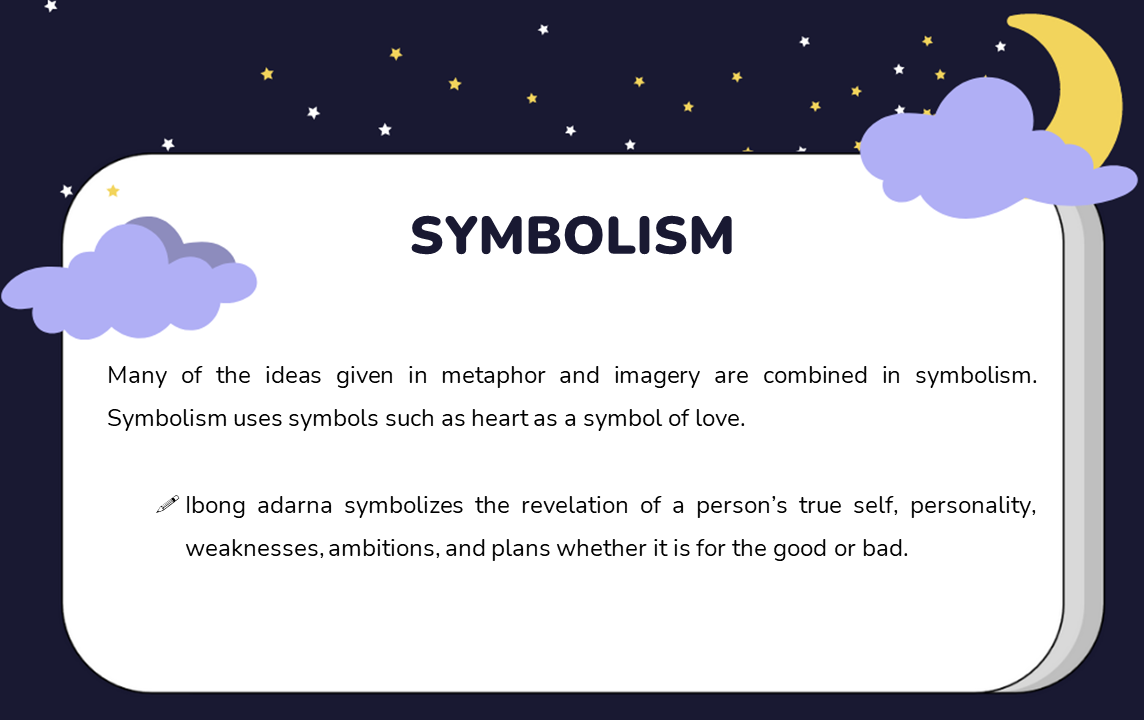 SYMBOLISM
Many of the ideas given in metaphor and imagery are combined in symbolism.
Symbolism uses symbols such as heart as a symbol of love.
Ibong adarna symbolizes the revelation of a person’s true self, personality,
weaknesses, ambitions, and plans whether it is for the good or bad.